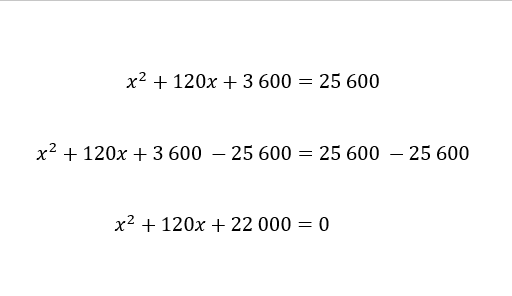 x² + 120x + 3 600 = 25 600
x² + 120x + 3 600 − 25 600 = 25 600 − 25 600
x² + 120x + 22 000 = 0